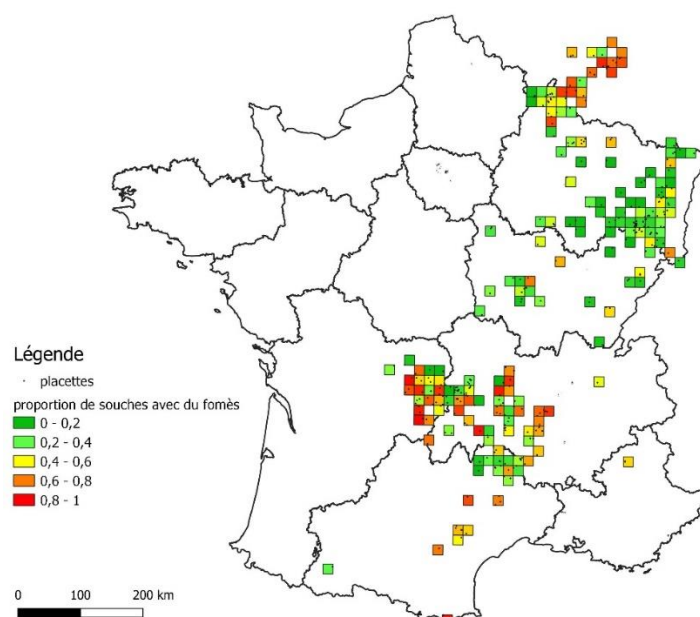 Légende
placettes
proportion de souches avec du fomès
0 - 0,2
0,2 - 0,4
0,4 - 0,6
0,6 - 0,8
0,8 - 1
0 100 200 km